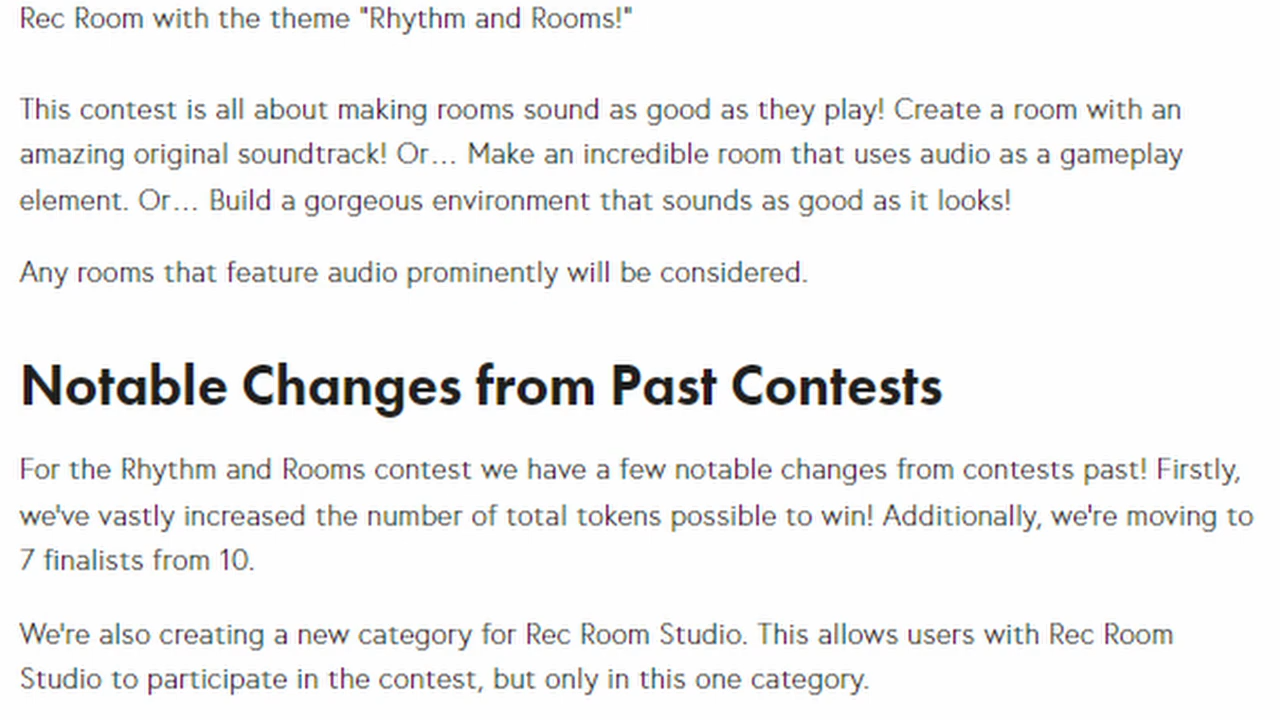 Rec Room with the theme "Rhythm and Rooms!"
This contest is all about making rooms sound as good as they play! Create a room with an
amazing original soundtrack! Or... Make an incredible room that uses audio as a gameplay
element. Or... Build a gorgeous environment that sounds as good as it looks!
Any rooms that feature audio prominently will be considered.
Notable Changes from Past Contests
For the Rhythm and Rooms contest we have a few notable changes from contests past! Firstly,
we've vastly increased the number of total tokens possible to win! Additionally, we're moving to
7 finalists from 10.
We're also creating a new category for Rec Room Studio. This allows users with Rec Room
Studio to participate in the contest, but only in this one category.